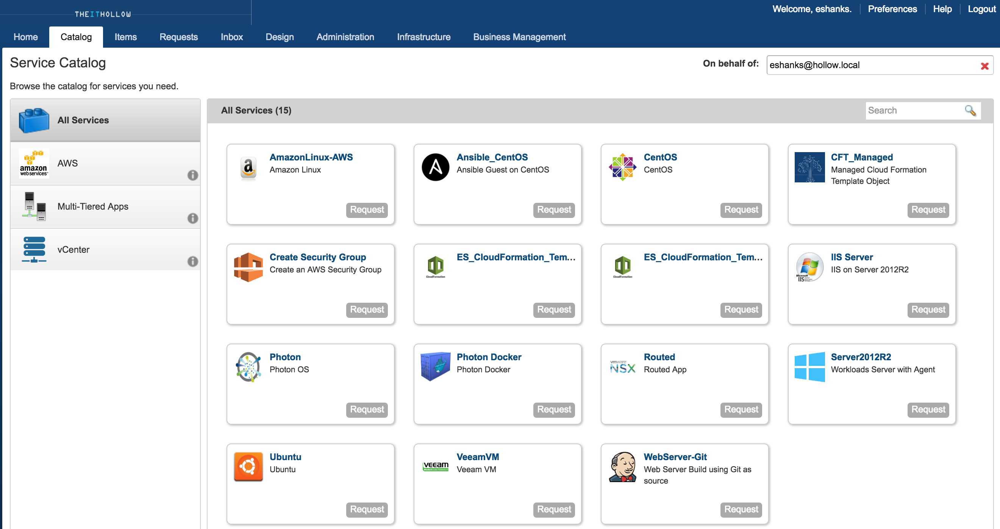 THEITHOLLOW
Welcome, eshanks. Preferences Help Logout
Home Catalog Items Requests Inbox Design Administration Infrastructure Business Management
Service Catalog
On behalf of: eshanks@hollow.local
Browse the catalog for services you need.
All Services
amazon
webservices™
AWS
Multi-Tiered Apps
vCenter
All Services (15)
Search
a
AmazonLinux-AWS
Amazon Linux
Request
A
Ansible_CentOS
Ansible Guest on CentOS
Request
CentOS
CentOS
Request
CFT_Managed
Managed Cloud Formation
Template Object
Request
Create Security Group
Create an AWS Security Group
Request
CloudFormation
ES_CloudFormation_Tem...
Request
CloudFormation
ES_CloudFormation_Tem...
Request
Microsoft
IIS
IIS Server
IIS on Server 2012R2
Request
Photon
Photon OS
Request
Photon Docker
Photon Docker
Request
vmware
NSX
Routed
Routed App
Request
Server2012R2
Workloads Server with Agent
Request
Ubuntu
Ubuntu
Request
veeam
Modern Data Protection
VeeamVM
Veeam VM
Request
WebServer-Git
Web Server Build using Git as
source
Request